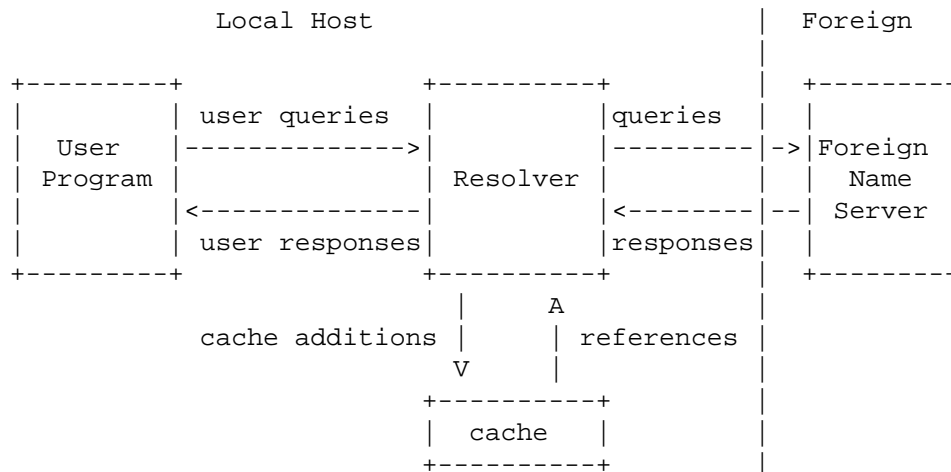 Local Host | Foreign
|
+---------+ +----------+ | +--------
| | user queries | |queries | |
| User |-------------->| |---------|->|Foreign
| Program | | Resolver | | | Name
| |<--------------| |<--------|--| Server
| | user responses| |responses| |
+---------+ +----------+ | +--------
| A |
cache additions | | references |
V | |
+----------+ |
| cache | |
+----------+ |